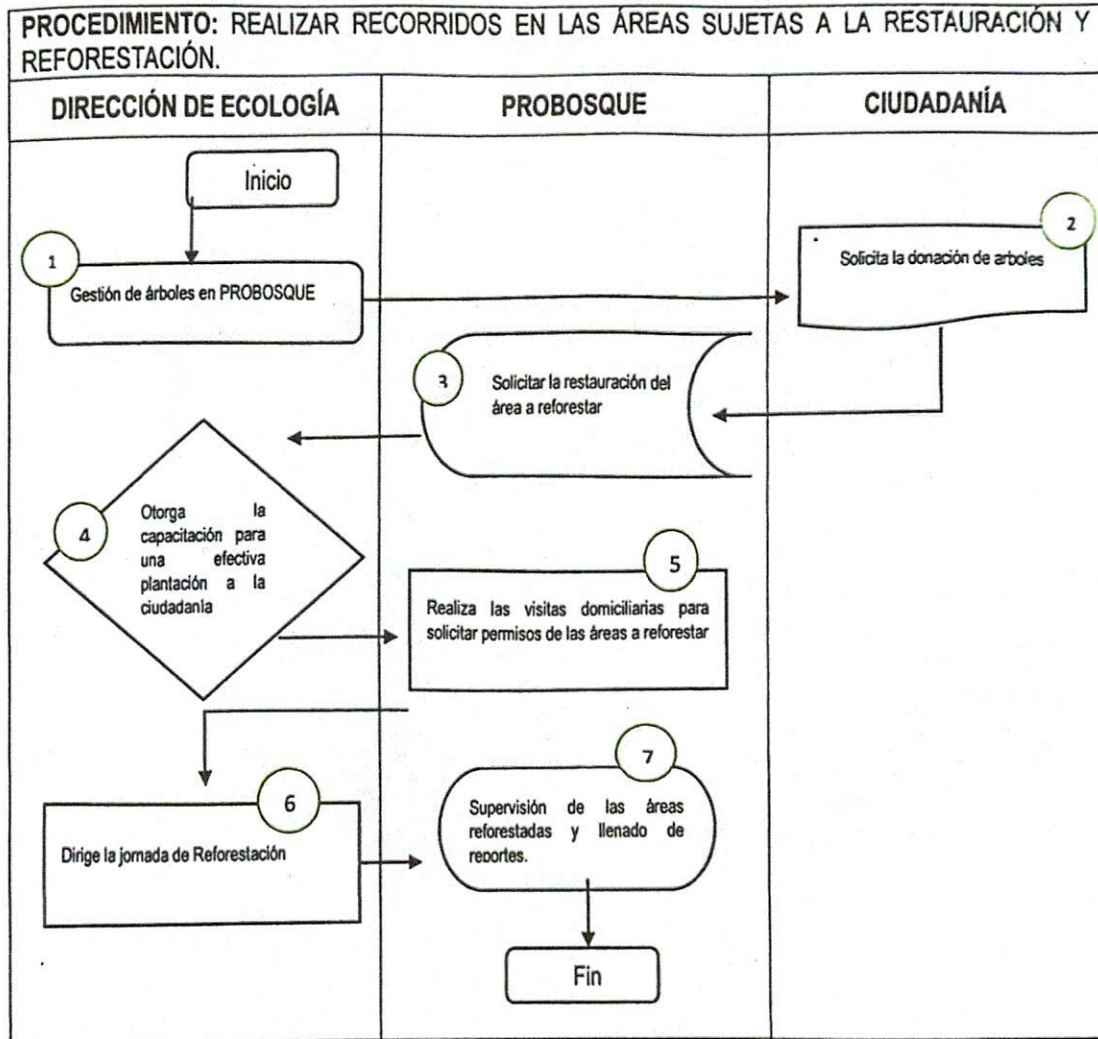 PROCEDIMIENTO: REALIZAR RECORRIDOS EN LAS ÁREAS SUJETAS A LA RESTAURACIÓN Y
REFORESTACIÓN.
DIRECCIÓN DE ECOLOGÍA
PROBOSQUE
CIUDADANÍA
Inicio
1
Gestión de árboles en PROBOSQUE
2
Solicita la donación de arboles
3
Solicitar la restauración del
área a reforestar
4
Otorga la
capacitación para
una efectiva
plantación a la
ciudadanía
5
Realiza las visitas domiciliarias para
solicitar permisos de las áreas a reforestar
6
Dirige la jornada de Reforestación
7
Supervisión de las áreas
reforestadas y llenado de
reportes.
Fin